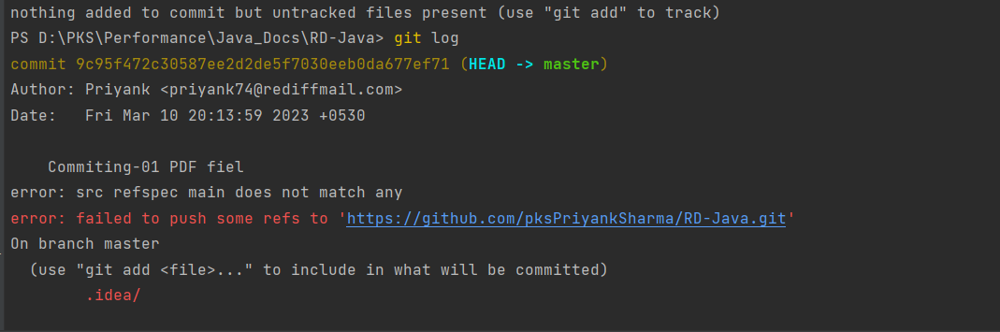 nothing added to commit but untracked files present (use "git add" to track)
PS D:\PKS\Performance\Java_Docs\RD-Java> git log
commit 9c95f472c30587ee2d2de5f7030eeb0da677ef71 (HEAD -> master)
Author: Priyank <priyank74@rediffmail.com>
Date:   Fri Mar 10 20:13:59 2023 +0530
    Commiting-01 PDF fiel
error: src refspec main does not match any
error: failed to push some refs to 'https://github.com/pksPriyankSharma/RD-Java.git'
On branch master
  (use "git add <file>..." to include in what will be committed)
        .idea/